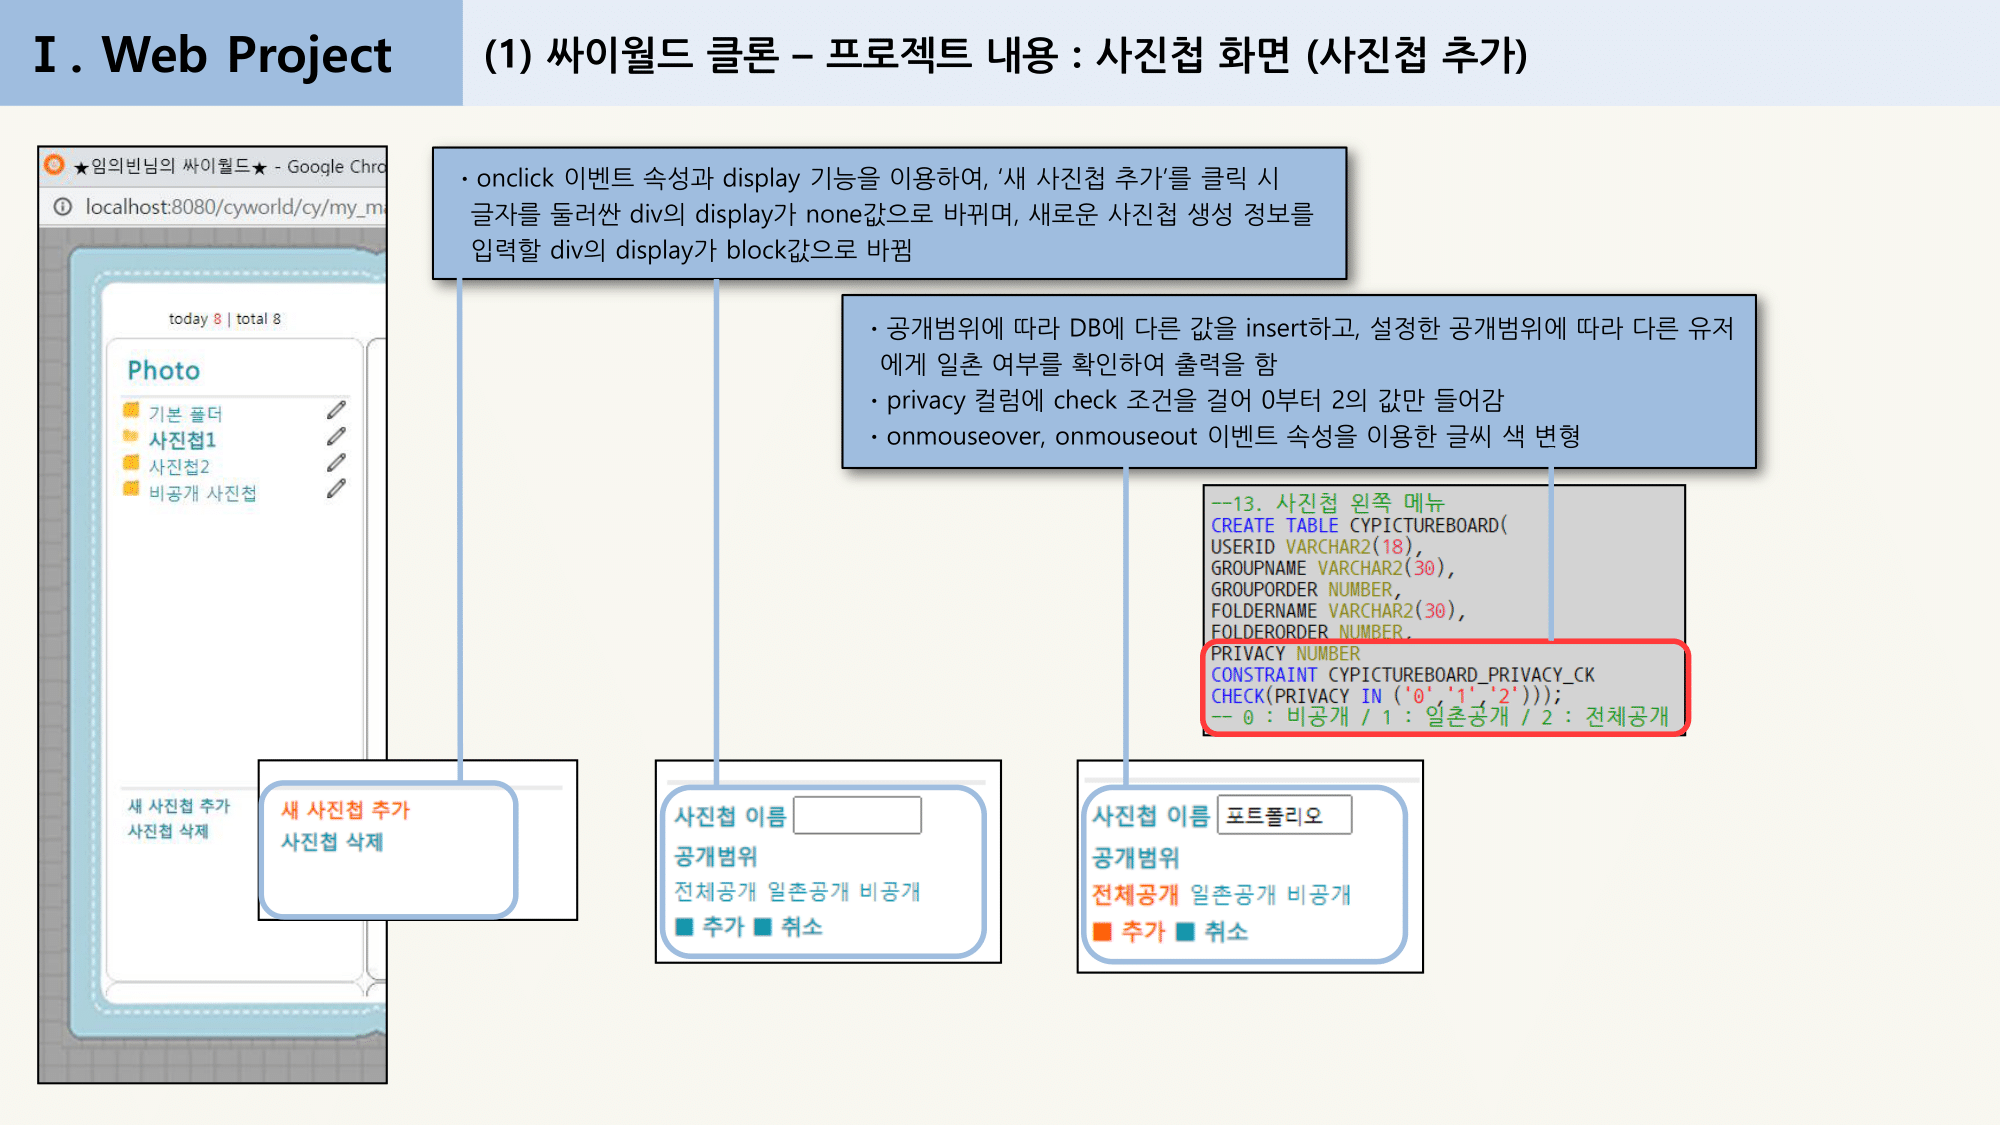 I. Web Project
(1) 싸이월드 클론 – 프로젝트 내용 : 사진첩 화면 (사진첩 추가)
★임의빈님의 싸이월드★ - Google Chro
localhost:8080/cyworld/cy/my_ma
today 8 | total 8
Photo
기본 폴더
사진첩1
사진첩2
비공개 사진첩
새 사진첩 추가
사진첩 삭제
· onclick 이벤트 속성과 display 기능을 이용하여, ‘새 사진첩 추가’를 클릭 시
글자를 둘러싼 div의 display가 none값으로 바뀌며, 새로운 사진첩 생성 정보를
입력할 div의 display가 block값으로 바뀜
· 공개범위에 따라 DB에 다른 값을 insert하고, 설정한 공개범위에 따라 다른 유저
에게 일촌 여부를 확인하여 출력을 함
· privacy 컬럼에 check 조건을 걸어 0부터 2의 값만 들어감
· onmouseover, onmouseout 이벤트 속성을 이용한 글씨 색 변형
--13. 사진첩 왼쪽 메뉴
CREATE TABLE CYPICTUREBOARD(
USERID VARCHAR2(18),
GROUPNAME VARCHAR2(30),
GROUPORDER NUMBER,
FOLDERNAME VARCHAR2(30),
FOLDERORDER NUMBER,
PRIVACY NUMBER
CONSTRAINT CYPICTUREBOARD_PRIVACY_CK
CHECK(PRIVACY IN ('0','1','2')));
-- 0 : 비공개 / 1 : 일촌공개 / 2 : 전체공개
새 사진첩 추가
사진첩 삭제
사진첩 이름
공개범위
전체공개 일촌공개 비공개
■ 추가 ■ 취소
사진첩 이름 포트폴리오
공개범위
전체공개 일촌공개 비공개
■ 추가 ■ 취소